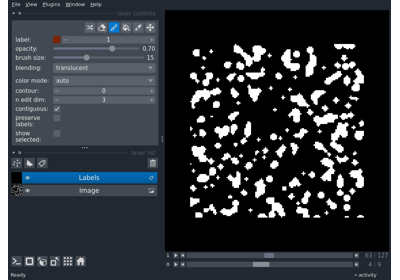 File View Plugins Window Help
layer controls
label: 1
opacity: 0.70
brush size: 15
blending: translucent
color mode: auto
contour: 0
n edit dim: 3
contiguous:
preserve
labels:
show
selected:
layer list
Labels
Image
1 63 127
0 4 9
activity